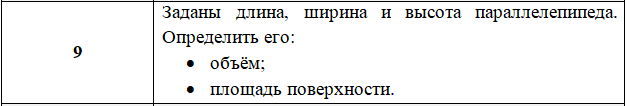 9
Заданы длина, ширина и высота параллелепипеда.
Определить его:
• объём;
• площадь поверхности.